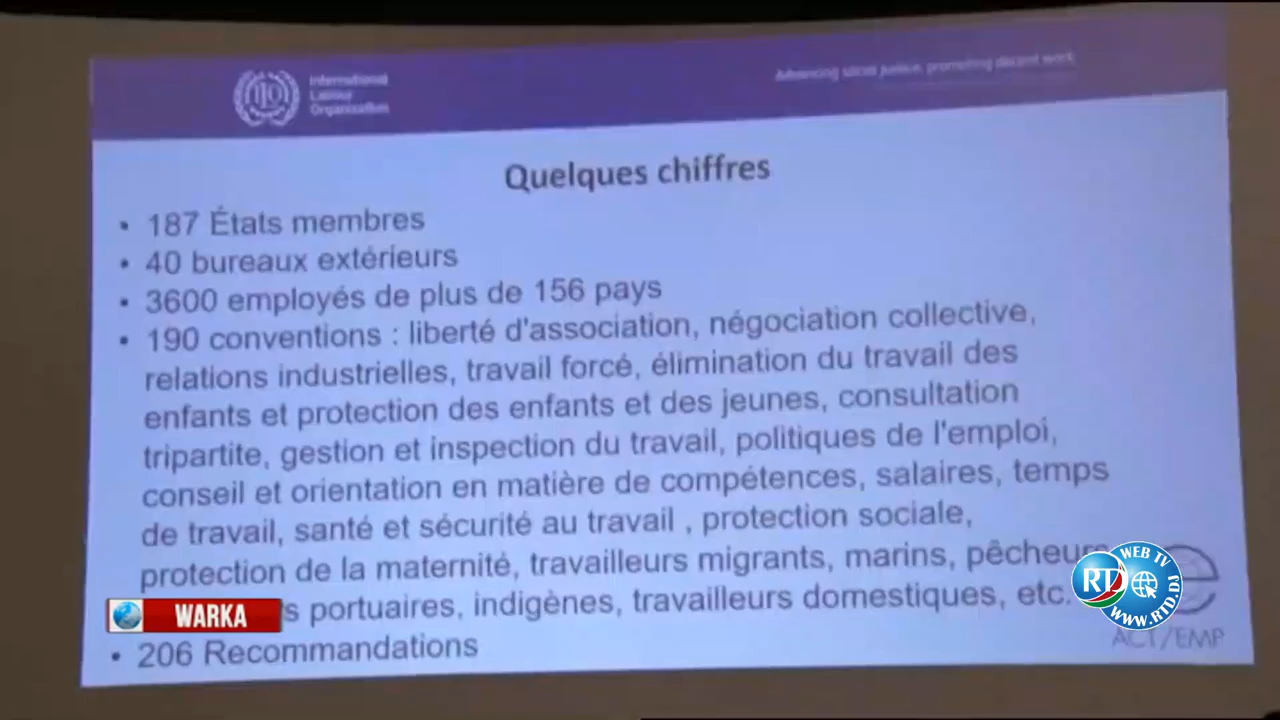 International
Labour
Organization
Advancing social justice, promoting decent work
Quelques chiffres
• 187 États membres
• 40 bureaux extérieurs
• 3600 employés de plus de 156 pays
• 190 conventions : liberté d'association, négociation collective,
relations industrielles, travail forcé, élimination du travail des
enfants et protection des enfants et des jeunes, consultation
tripartite, gestion et inspection du travail, politiques de l'emploi,
conseil et orientation en matière de compétences, salaires, temps
de travail, santé et sécurité au travail , protection sociale,
protection de la maternité, travailleurs migrants, marins, pêcheurs
portuaires, indigènes, travailleurs domestiques, etc.
• 206 Recommandations
WARKA
RTD
WEB TV
WWW.RTD.DJ
ACT/EMP